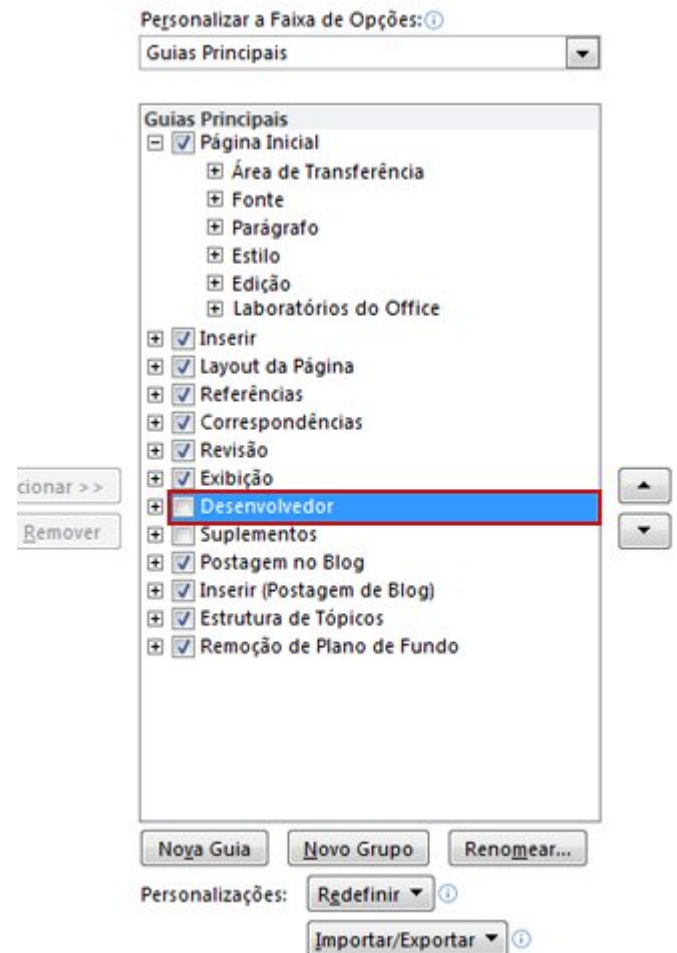 Personalizar a Faixa de Opções:
Guias Principais
Guias Principais
Página Inicial
Área de Transferência
Fonte
Parágrafo
Estilo
Edição
Laboratórios do Office
Inserir
Layout da Página
Referências
Correspondências
Revisão
Exibição
cionar >>
Desenvolvedor
Remover
Suplementos
Postagem no Blog
Inserir (Postagem de Blog)
Estrutura de Tópicos
Remoção de Plano de Fundo
Nova Guia Novo Grupo Renomear...
Personalizações: Redefinir
Importar/Exportar